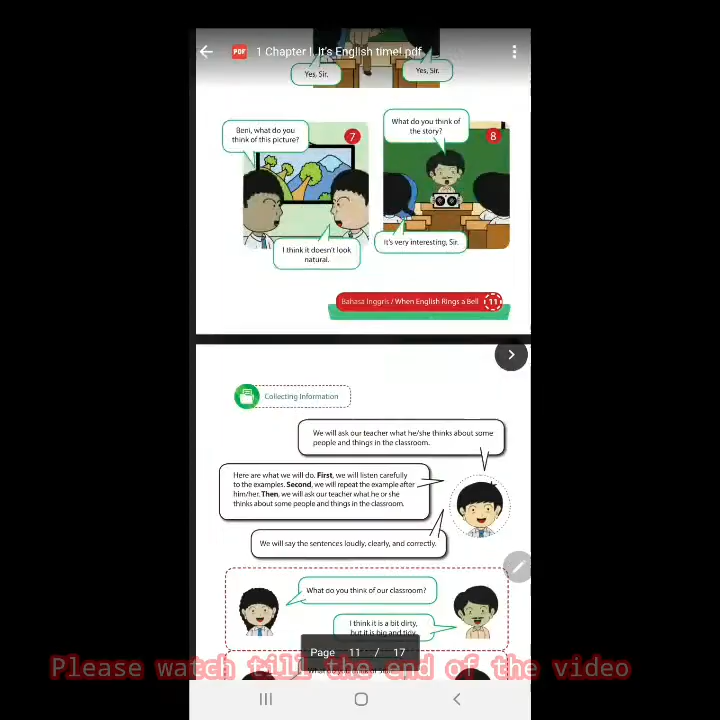 PDF
1 Chapter I. It's English time!.pdf
Yes, Sir.
Yes, Sir.
Beni, what do you
think of this picture?
7
I think it doesn't look
natural.
What do you think of
the story?
8
It's very interesting, Sir.
Bahasa Inggris / When English Rings a Bell
11
Collecting Information
We will ask our teacher what he/she thinks about some
people and things in the classroom.
Here are what we will do. First, we will listen carefully
to the examples. Second, we will repeat the example after
him/her. Then, we will ask our teacher what he or she
thinks about some people and things in the classroom.
We will say the sentences loudly, clearly, and correctly.
What do you think of our classroom?
I think it is a bit dirty,
but it is big and tidy.
Page 11 / 17
Please watch till the end of the video